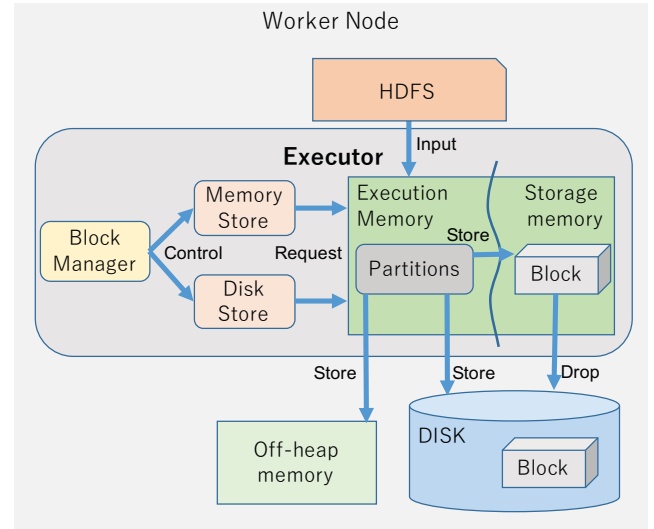 Worker Node
HDFS
Input
Executor
Memory
Store
Execution
Memory
Storage
memory
Store
Block
Manager
Control
Request
Partitions
Block
Disk
Store
Store
Store
Drop
Off-heap
memory
DISK
Block